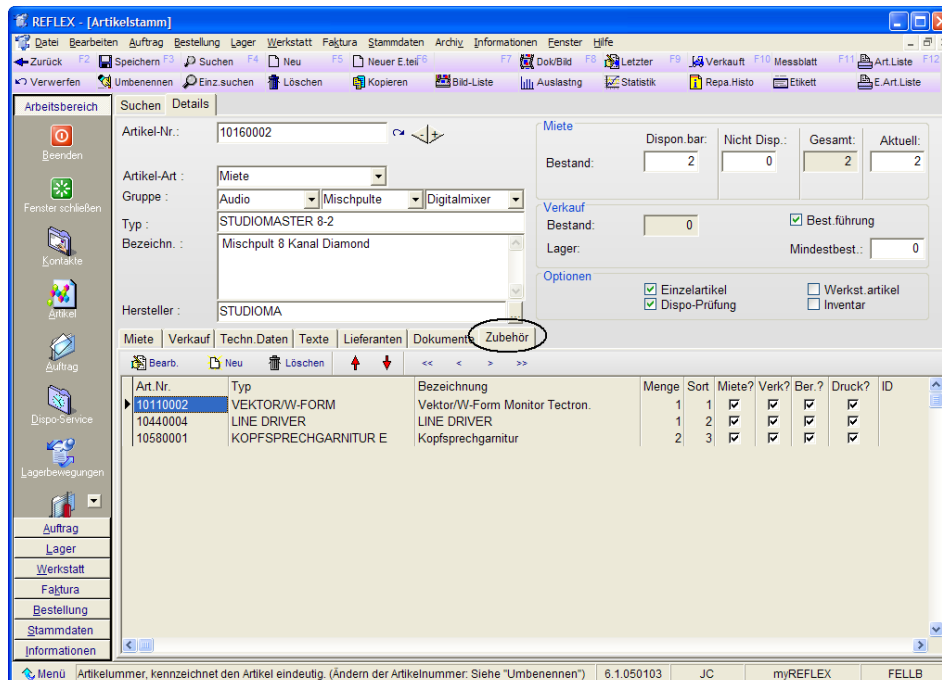 REFLEX - [Artikelstamm]
Datei Bearbeiten Auftrag Bestellung Lager Werkstatt Faktura Stammdaten Archiv Informationen Fenster Hilfe
Zurück F2 Speichern F3 Suchen F4 Neu F5 Neuer E.teil F6 F7 Dok/Bild F8 Letzter F9 Verkauft F10 Messblatt F11 Art.Liste F12
Verwerfen Umbenennen Einz.suchen Löschen Kopieren Bild-Liste Auslastng Statistik Repa.Histo Etikett E.Art.Liste
Arbeitsbereich
Beenden
Fenster schließen
Kontakte
Artikel
Auftrag
Dispo-Service
Lagerbewegungen
Auftrag
Lager
Werkstatt
Faktura
Bestellung
Stammdaten
Informationen
Suchen Details
Artikel-Nr.: 10160002
Artikel-Art : Miete
Gruppe : Audio Mischpulte Digitalmixer
Typ : STUDIOMASTER 8-2
Bezeichn. : Mischpult 8 Kanal Diamond
Hersteller : STUDIOMA ...
Miete
Dispon.bar: Nicht Disp.: Gesamt: Aktuell:
Bestand: 2 0 2 2
Verkauf
Bestand: 0 Best.führung
Lager: Mindestbest.: 0
Optionen
Einzelartikel Werkst.artikel
Dispo-Prüfung Inventar
Miete Verkauf Techn.Daten Texte Lieferanten Dokumente Zubehör
Bearb. Neu Löschen << < > >>
Art.Nr. Typ Bezeichnung Menge Sort Miete? Verk? Ber.? Druck? ID
10110002 VEKTOR/W-FORM Vektor/W-Form Monitor Tectron. 1 1
10440004 LINE DRIVER LINE DRIVER 1 2
10580001 KOPFSPRECHGARNITUR E Kopfsprechgarnitur 2 3
Menü Artikelummer, kennzeichnet den Artikel eindeutig. (Ändern der Artikelnummer: Siehe "Umbenennen") 6.1.050103 JC myREFLEX FELLB